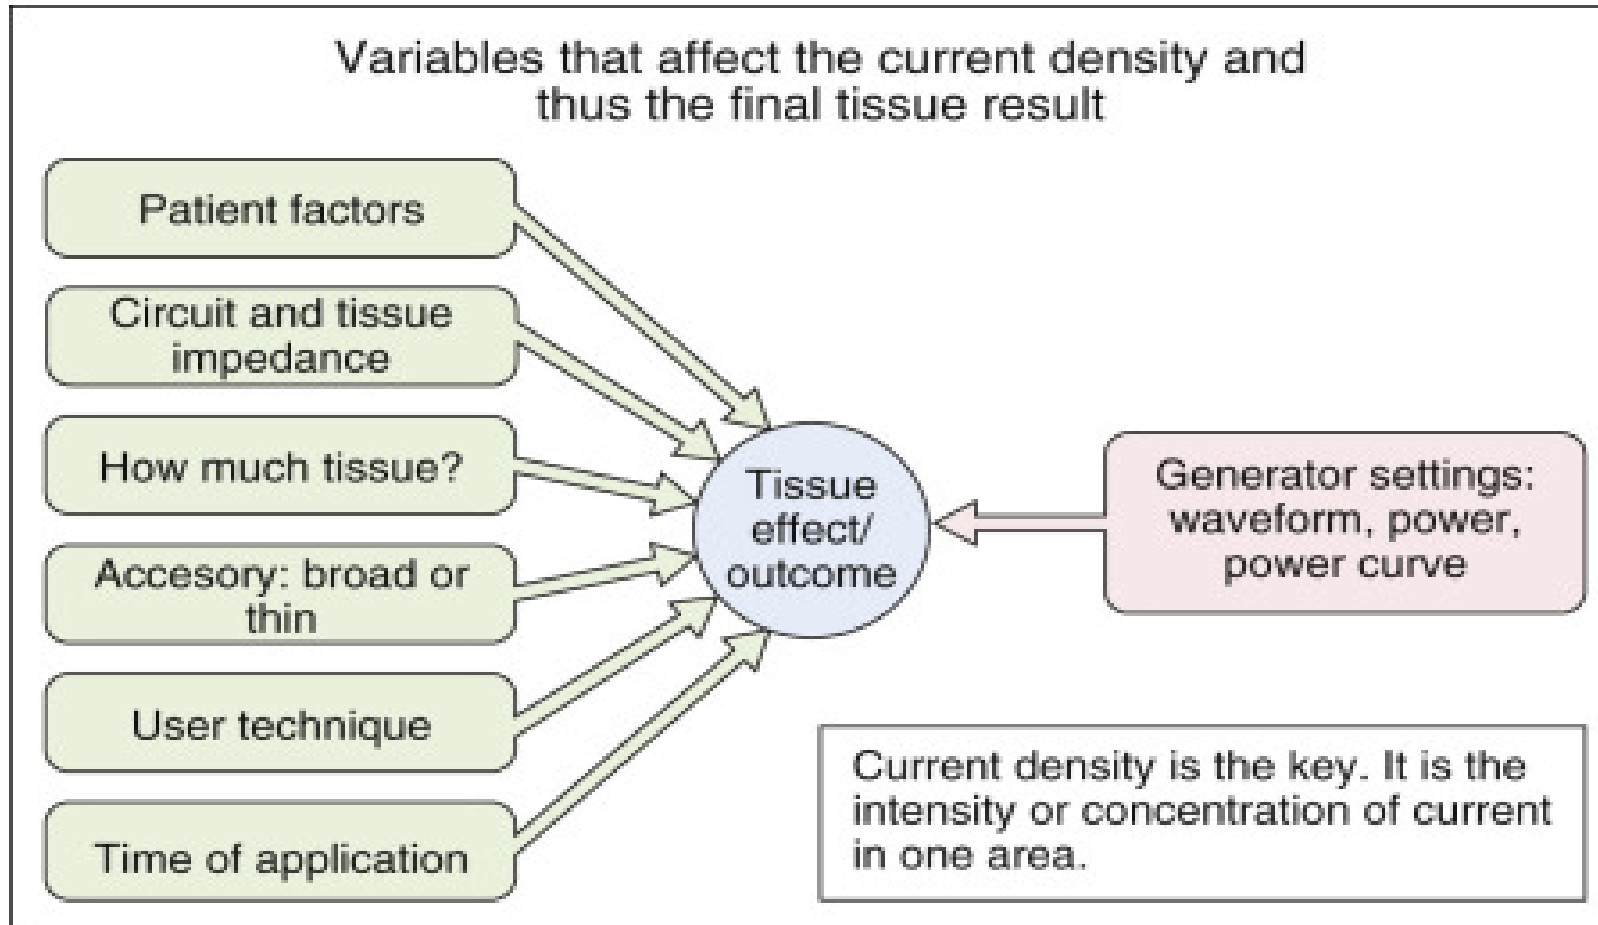 Variables that affect the current density and
thus the final tissue result
Patient factors
Circuit and tissue
impedance
How much tissue?
Accesory: broad or
thin
User technique
Time of application
Tissue
effect/
outcome
Generator settings:
waveform, power,
power curve
Current density is the key. It is the
intensity or concentration of current
in one area.